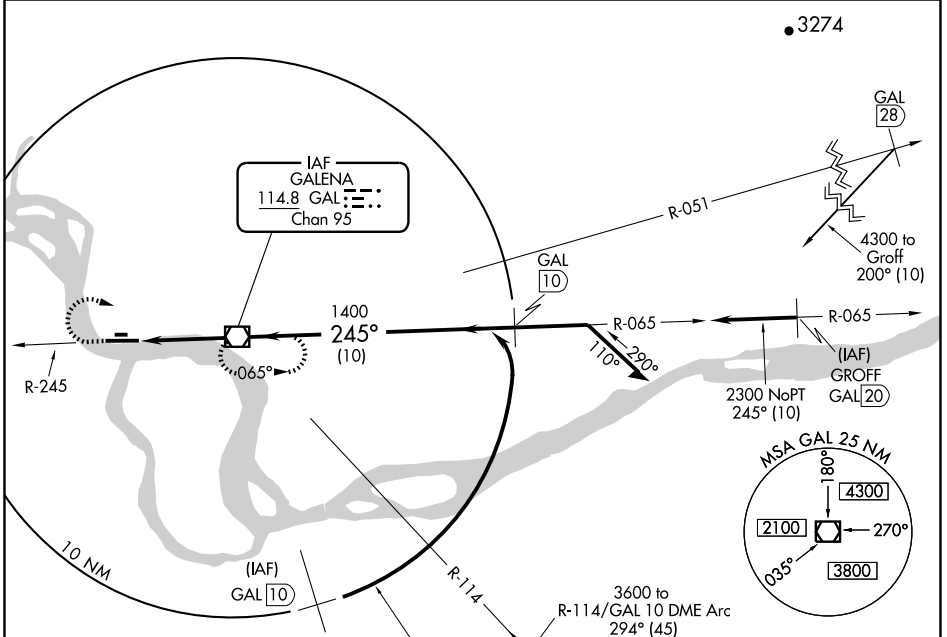 3274
GAL
28
IAF
GALENA
114.8 GAL
Chan 95
R-051
4300 to
Groff
200° (10)
GAL
10
1400
245°
(10)
R-065
R-065
065°
290°
110°
R-245
(IAF)
GROFF
GAL 20
2300 NoPT
245° (10)
MSA GAL 25 NM
180°
4300
2100
270°
035°
3800
10 NM
(IAF)
GAL 10
R-114
3600 to
R-114/GAL 10 DME Arc
294° (45)